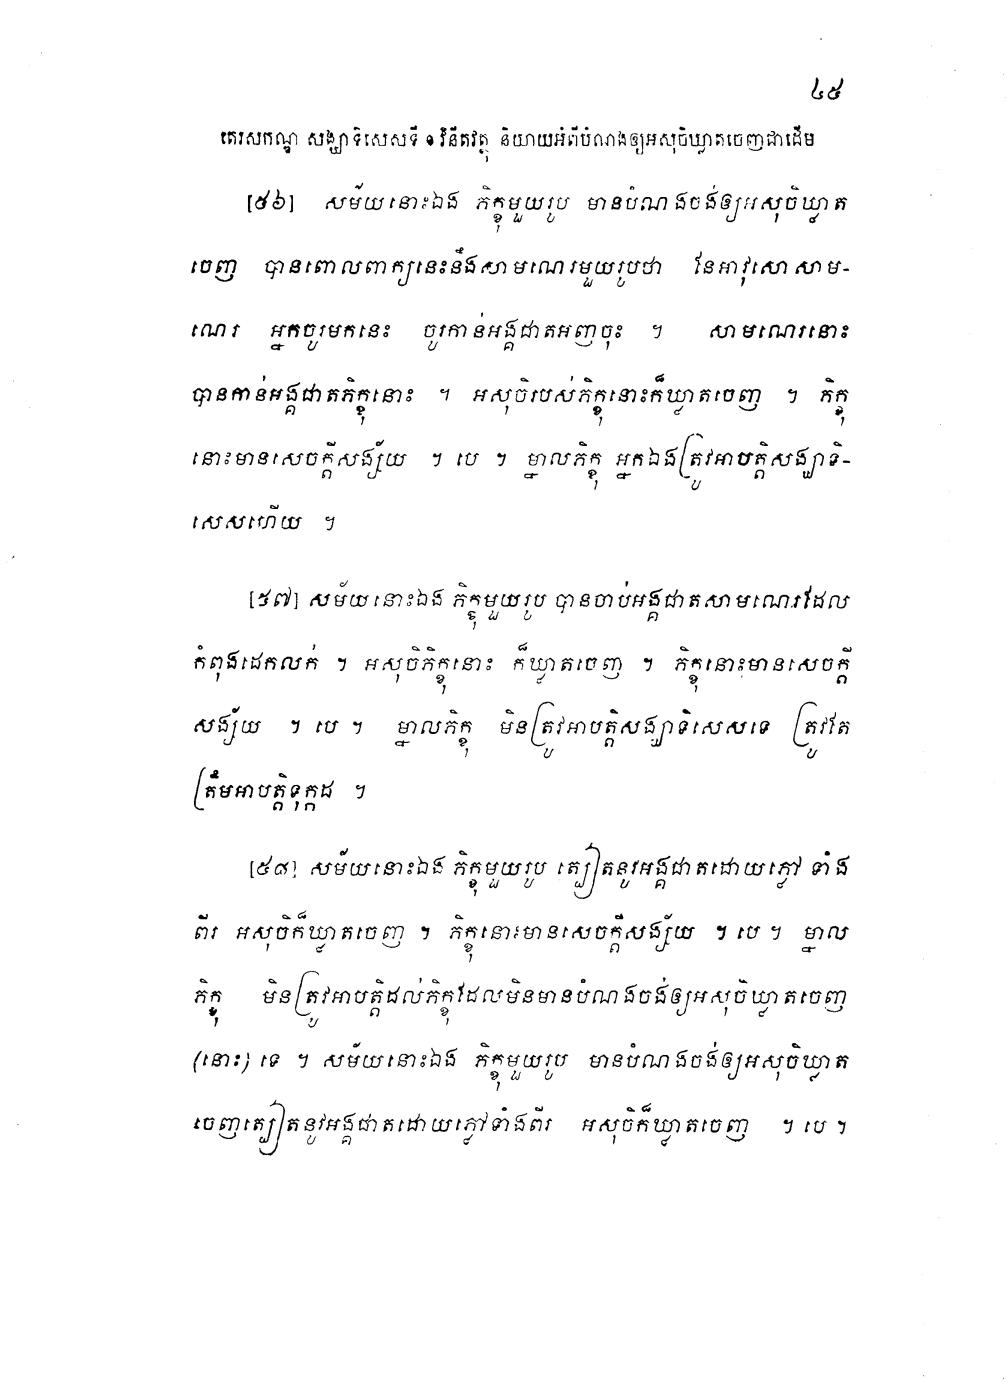 ៤៥
តេរសកណ្ឌ សង្ឃាទិសេសទី ១ វិនីតវត្ថុ និយាយអំពីបំណងឲ្យអសុចិឃ្លាតចេញជាដើម
[៥៦] សម័យនោះឯង ភិក្ខុមួយរូប មានបំណងចង់ឲ្យអសុចិឃ្លាត
ចេញ បានពោលពាក្យនេះនឹងសាមណេរមួយរូបថា នែអាវុសោសាម-
ណេរ អ្នកចូរមកនេះ ចូរកាន់អង្គជាតអញចុះ ។ សាមណេរនោះ
បានកាន់អង្គជាតភិក្ខុនោះ ។ អសុចិរបស់ភិក្ខុនោះក៏ឃ្លាតចេញ ។ ភិក្ខុ
នោះមានសេចក្តីសង្ស័យ ។ បេ ។ ម្នាលភិក្ខុ អ្នកឯងត្រូវអាបត្តិសង្ឃាទិ-
សេសហើយ ។
[៥៧] សម័យនោះឯង ភិក្ខុមួយរូប បានចាប់អង្គជាតសាមណេរដែល
កំពុងដេកលក់ ។ អសុចិភិក្ខុនោះ ក៏ឃ្លាតចេញ ។ ភិក្ខុនោះមានសេចក្តី
សង្ស័យ ។ បេ ។ ម្នាលភិក្ខុ មិនត្រូវអាបត្តិសង្ឃាទិសេសទេ ត្រូវតែ
ត្រឹមអាបត្តិទុក្កដ ។
[៥៨] សម័យនោះឯង ភិក្ខុមួយរូប ត្បៀតនូវអង្គជាតដោយភ្លៅ ទាំង
ពីរ អសុចិក៏ឃ្លាតចេញ ។ ភិក្ខុនោះមានសេចក្តីសង្ស័យ ។ បេ ។ ម្នាល
ភិក្ខុ មិនត្រូវអាបត្តិដល់ភិក្ខុដែលមិនមានបំណងចង់ឲ្យអសុចិឃ្លាតចេញ
(នោះ) ទេ ។ សម័យនោះឯង ភិក្ខុមួយរូប មានបំណងចង់ឲ្យអសុចិឃ្លាត
ចេញត្បៀតនូវអង្គជាតដោយភ្លៅទាំងពីរ អសុចិក៏ឃ្លាតចេញ ។ បេ ។